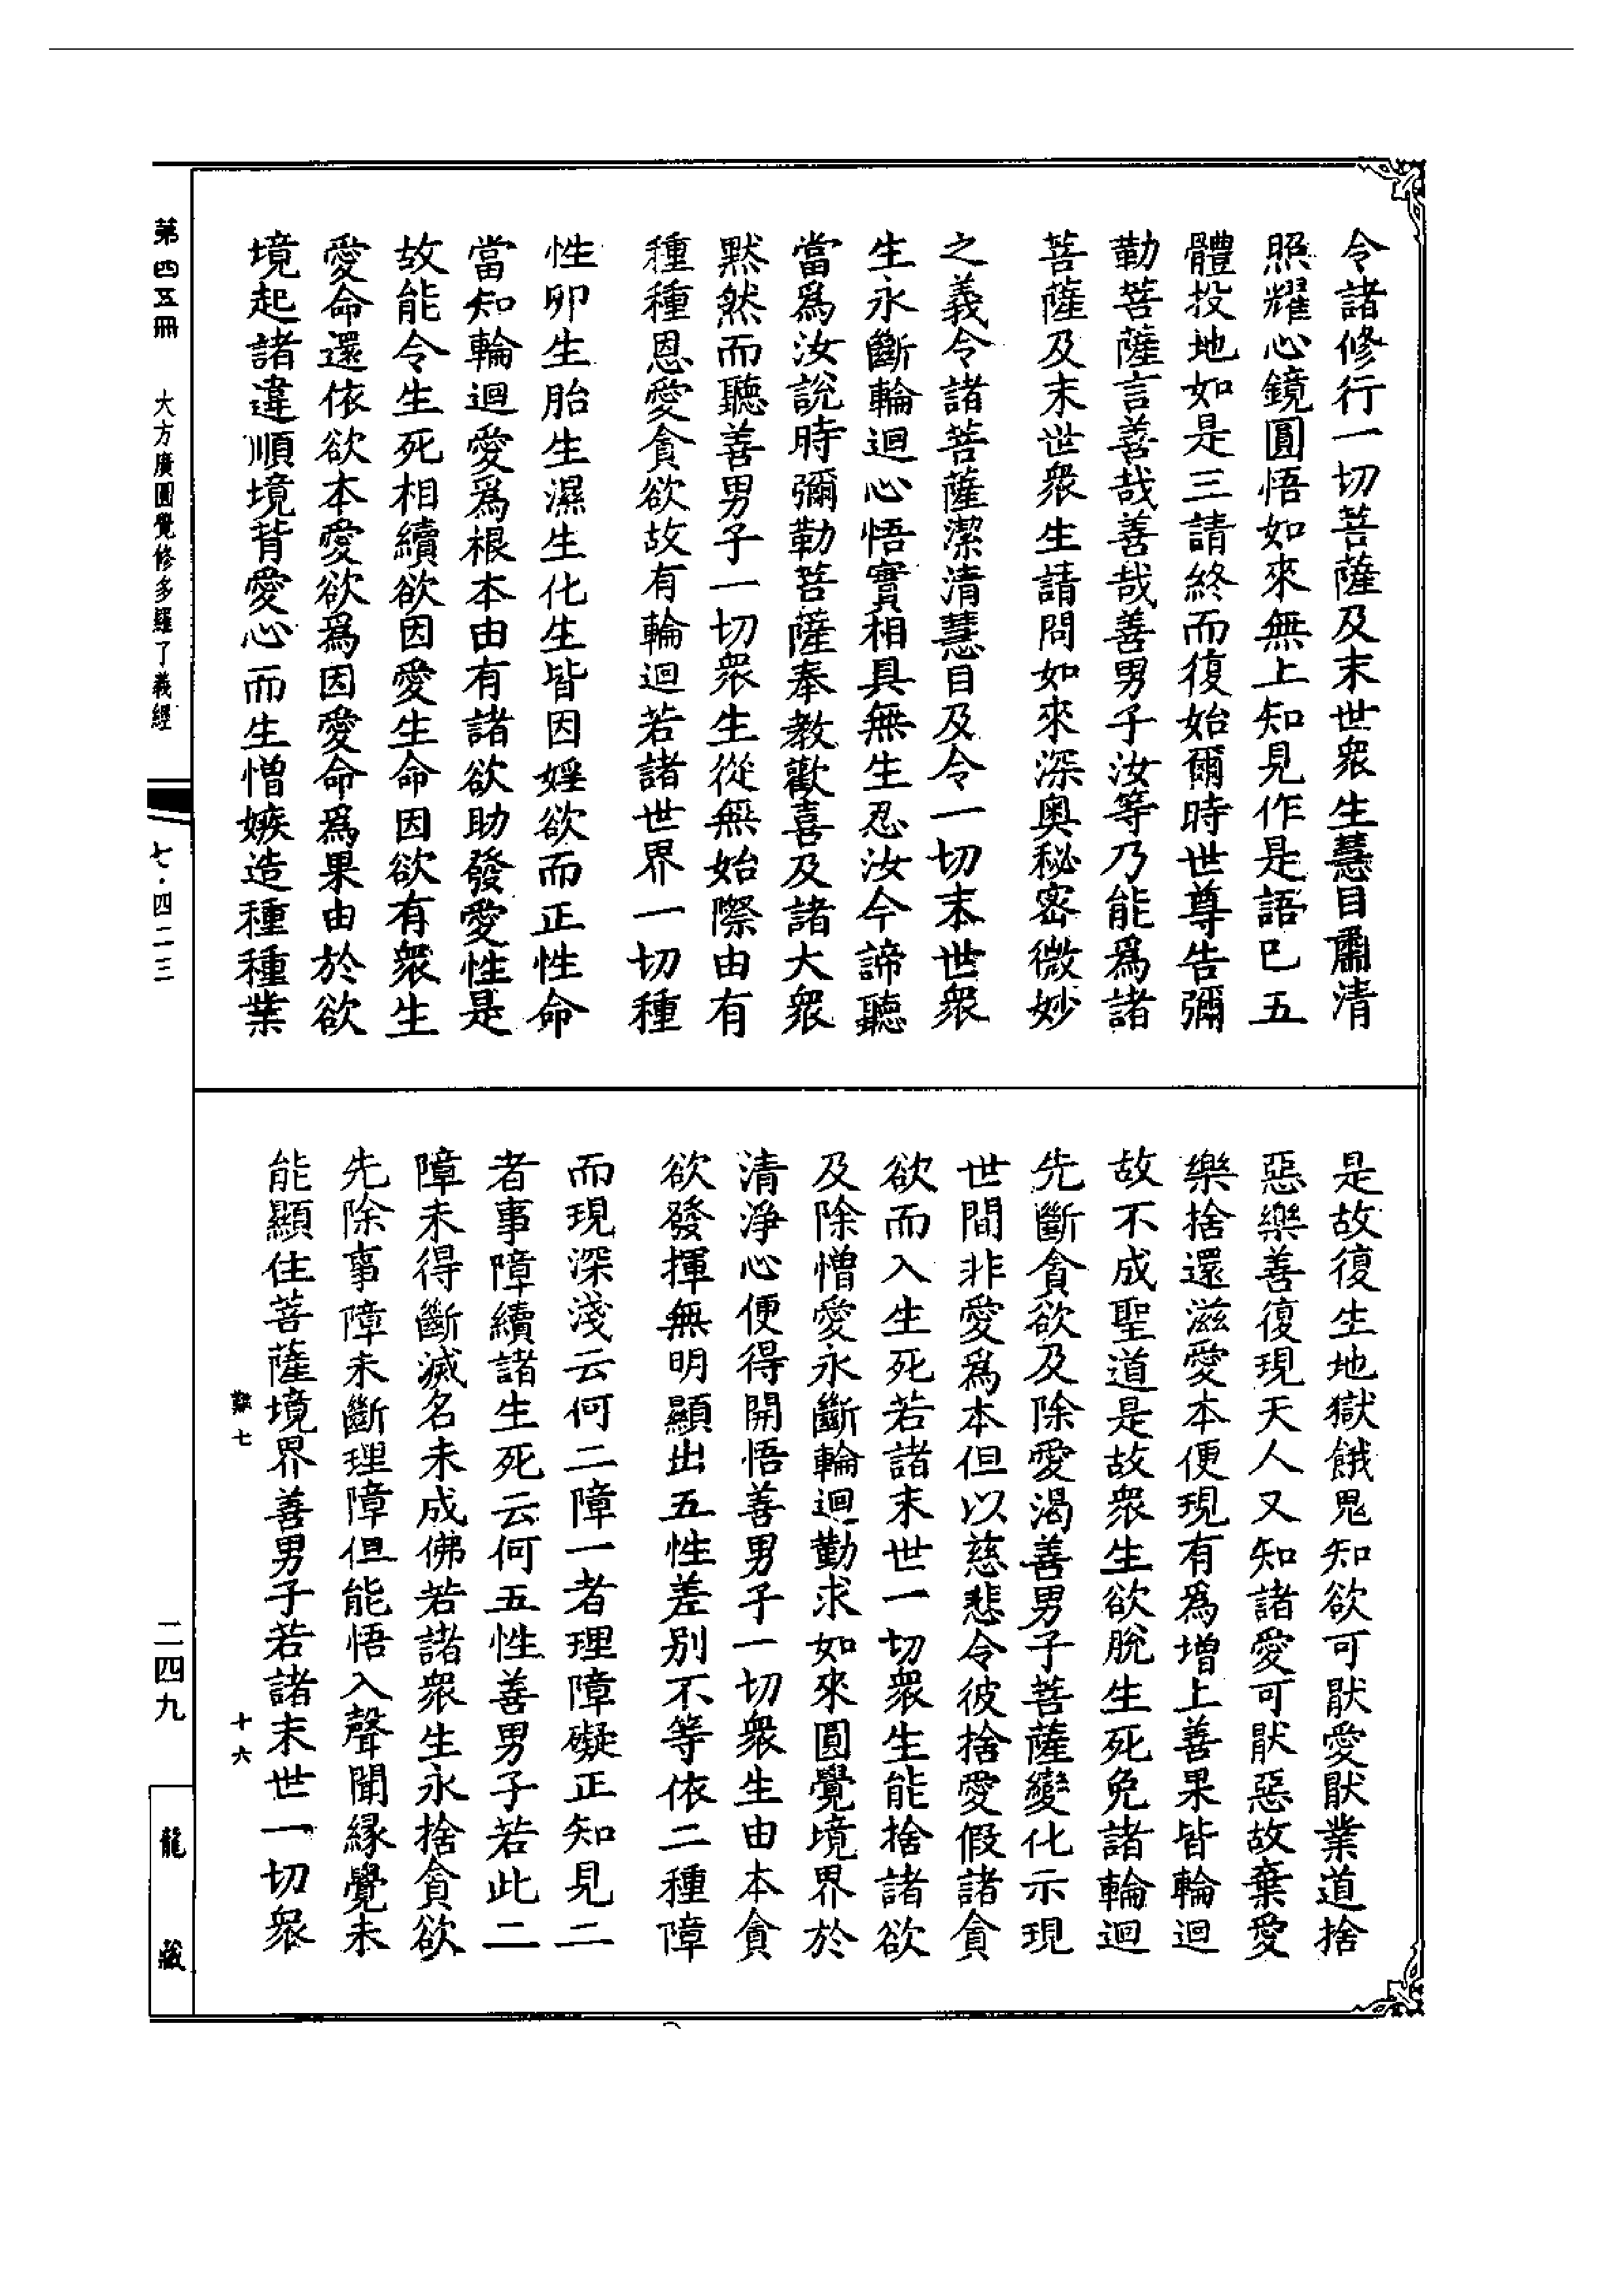 令諸修行一切菩薩及末世衆生慧目肅清
照耀心鏡圓悟如來無上知見作是語已五
體投地如是三請終而復始爾時世尊告彌
勒菩薩言善哉善哉善男子汝等乃能爲諸
菩薩及末世衆生請問如來深奧秘密微妙
之義令諸菩薩潔清慧目及令一切末世衆
生永斷輪迴心悟實相具無生忍汝今諦聽
當爲汝說時彌勒菩薩奉教歡喜及諸大衆
默然而聽善男子一切衆生從無始際由有
種種恩愛貪欲故有輪迴若諸世界一切種
性卵生胎生濕生化生皆因婬欲而正性命
當知輪迴愛爲根本由有諸欲助發愛性是
故能令生死相續欲因愛生命因欲有衆生
愛命還依欲本愛欲爲因愛命爲果由於欲
境起諸違順境背愛心而生憎嫉造種種業
是故復生地獄餓鬼知欲可猒愛猒業道捨
惡樂善復現天人又知諸愛可猒惡故棄愛
樂捨還滋愛本便現有爲增上善果皆輪迴
故不成聖道是故衆生欲脫生死免諸輪迴
先斷貪欲及除愛渴善男子菩薩變化示現
世間非愛爲本但以慈悲令彼捨愛假諸貪
欲而入生死若諸末世一切衆生能捨諸欲
及除憎愛永斷輪迴勤求如來圓覺境界於
清淨心便得開悟善男子一切衆生由本貪
欲發揮無明顯出五性差别不等依二種障
而現深淺云何二障一者理障礙正知見二
者事障續諸生死云何五性善男子若此二
障未得斷滅名未成佛若諸衆生永捨貪欲
先除事障未斷理障但能悟入聲聞緣覺未
能顯住菩薩境界善男子若諸末世一切衆
難七 十六
第四五冊 大方廣圓覺修多羅了義經 七·四二三
二四九 龍藏